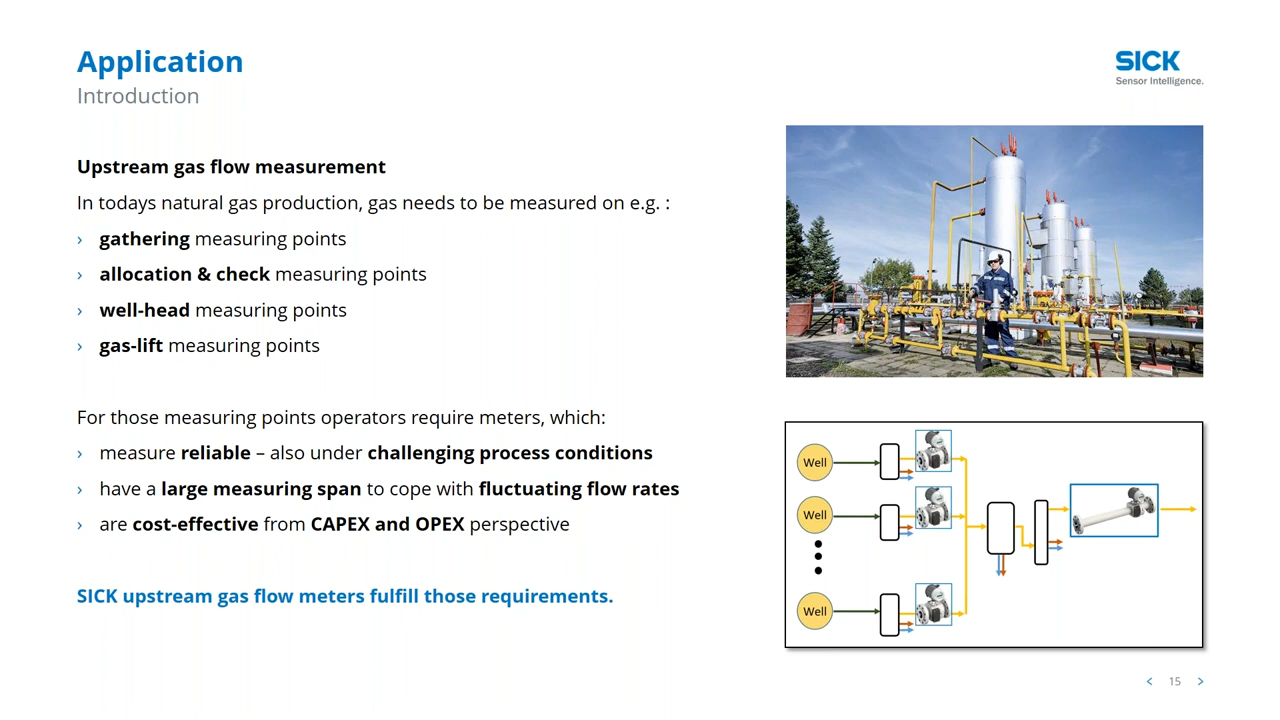 Application
Introduction
SICK
Sensor Intelligence.
Upstream gas flow measurement
In todays natural gas production, gas needs to be measured on e.g. :
› gathering measuring points
› allocation & check measuring points
› well-head measuring points
› gas-lift measuring points
For those measuring points operators require meters, which:
› measure reliable – also under challenging process conditions
› have a large measuring span to cope with fluctuating flow rates
› are cost-effective from CAPEX and OPEX perspective
SICK upstream gas flow meters fulfill those requirements.
Well
Well
Well
< 15 >